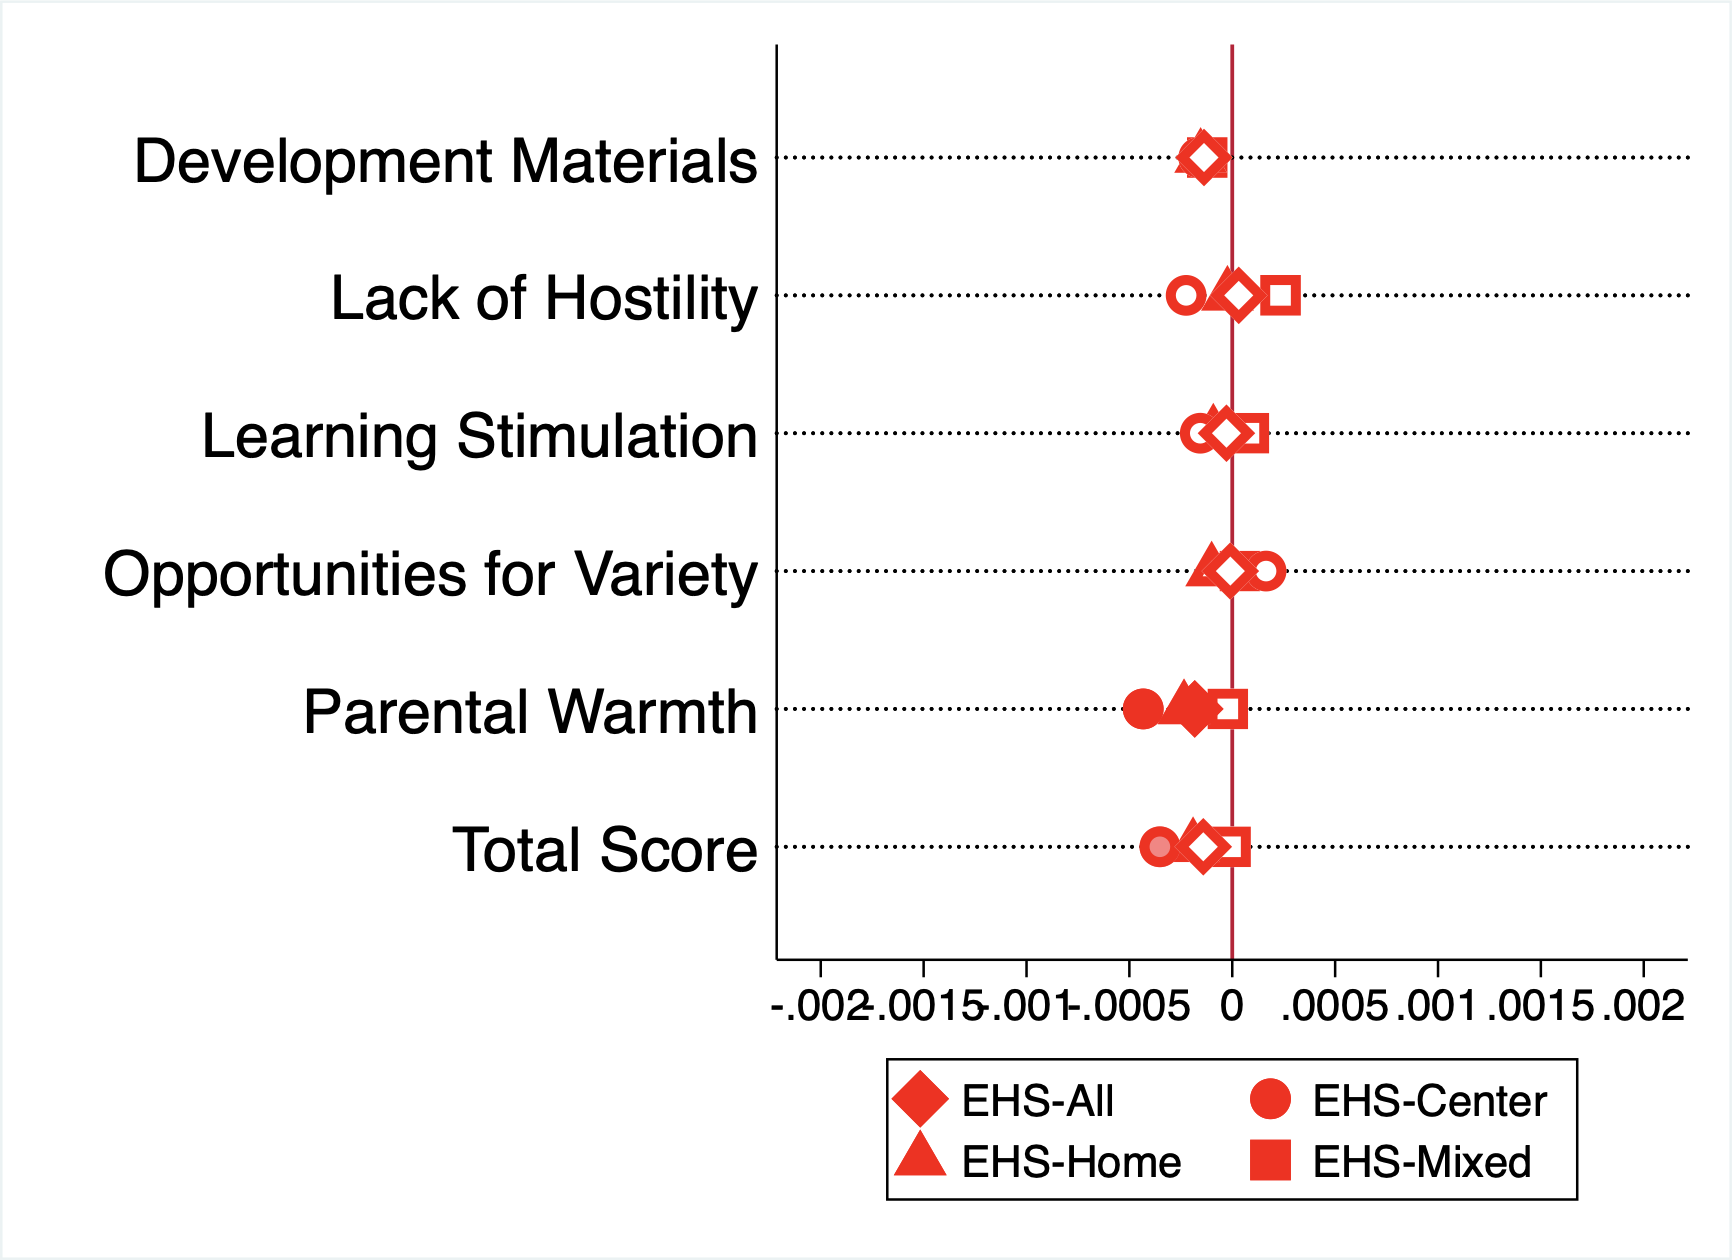 Development Materials
Lack of Hostility
Learning Stimulation
Opportunities for Variety
Parental Warmth
Total Score
-.002 -.0015 -.001 -.0005 0 .0005 .001 .0015 .002
EHS-All EHS-Center
EHS-Home EHS-Mixed